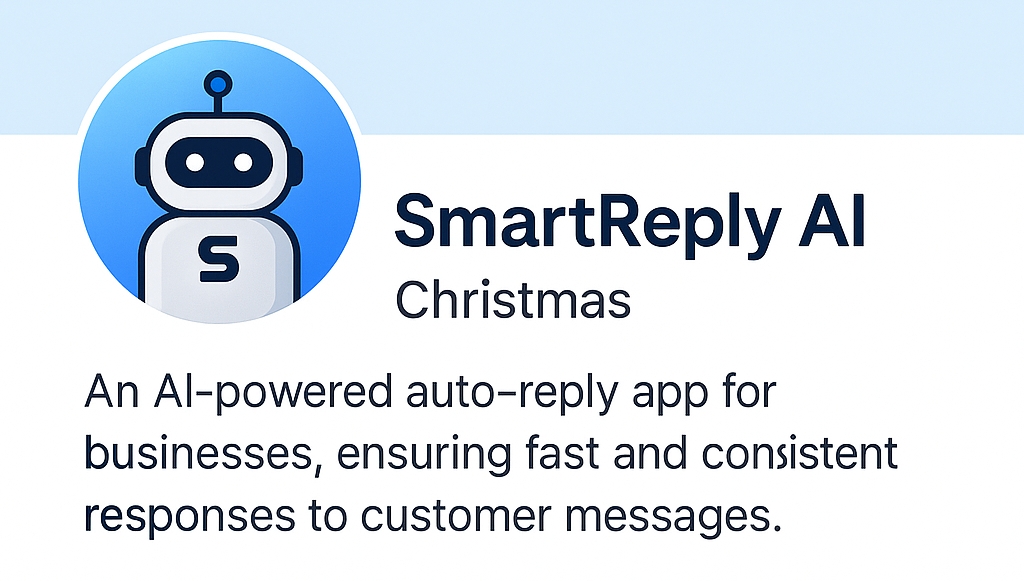 S
SmartReply AI
Christmas
An AI-powered auto-reply app for
businesses, ensuring fast and consistent
responses to customer messages.